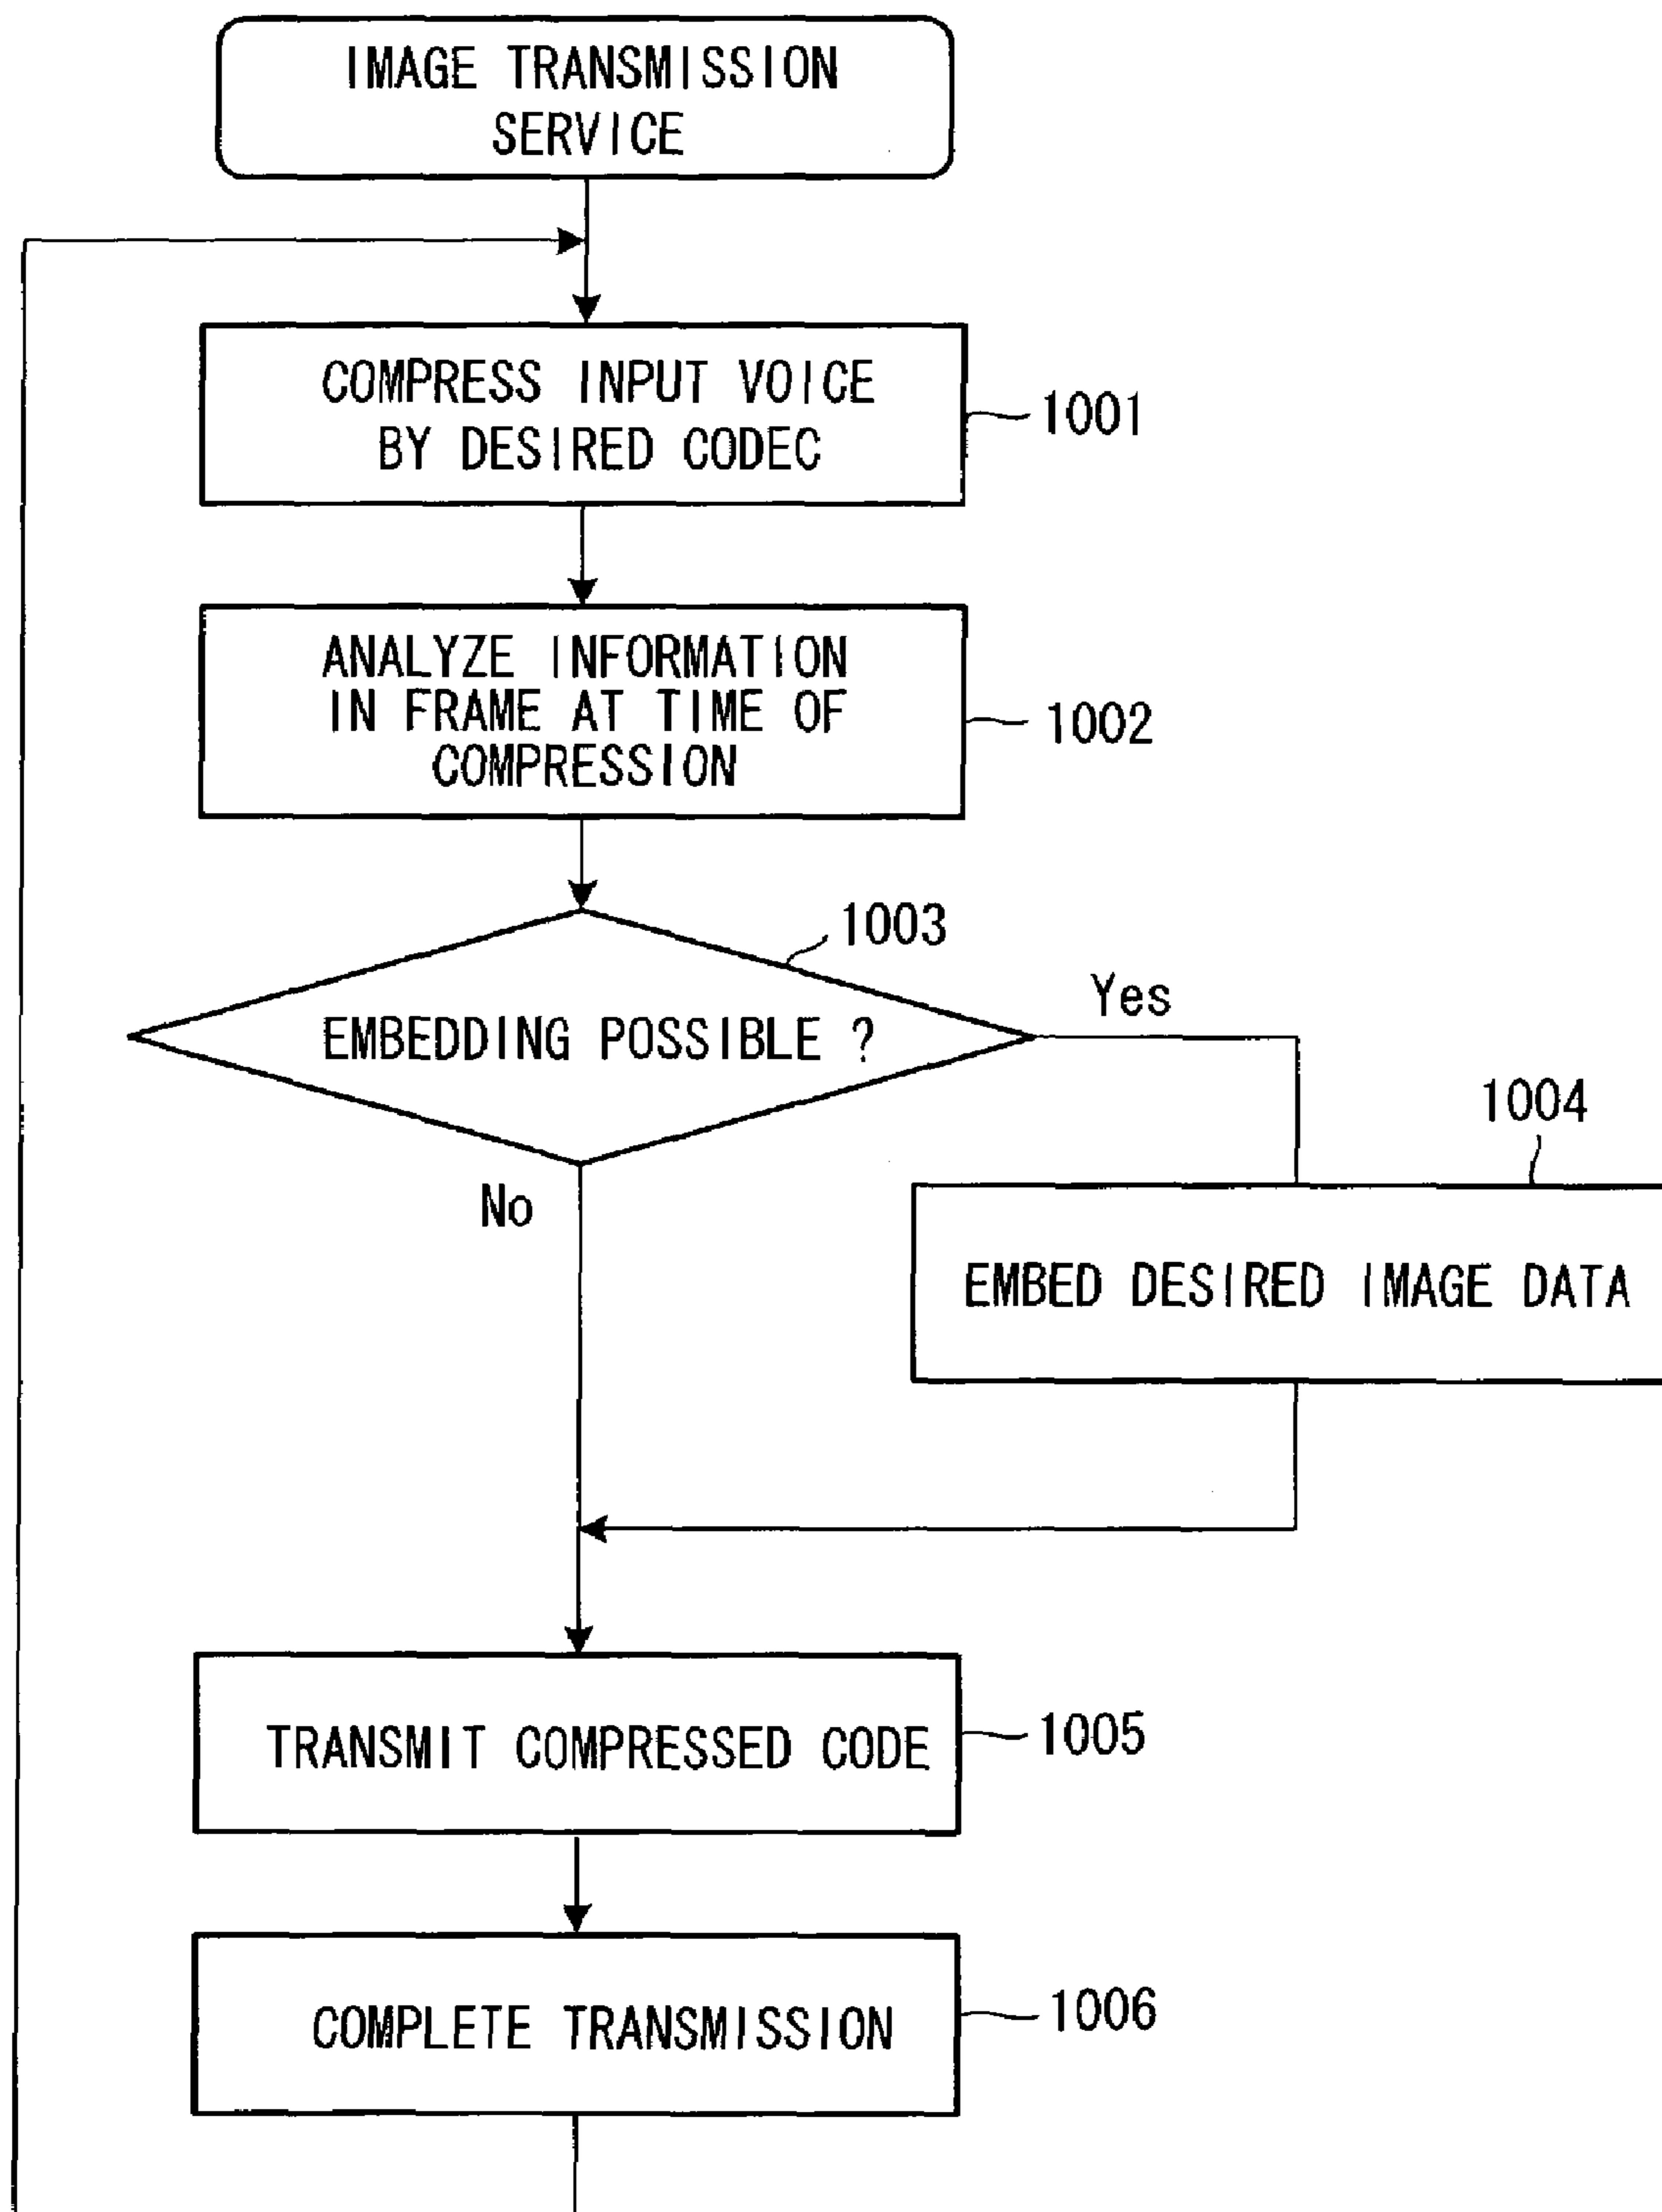 IMAGE TRANSMISSION
SERVICE
COMPRESS INPUT VOICE
BY DESIRED CODEC
1001
ANALYZE INFORMATION
IN FRAME AT TIME OF
COMPRESSION
1002
1003
EMBEDDING POSSIBLE ?
Yes
No
1004
EMBED DESIRED IMAGE DATA
TRANSMIT COMPRESSED CODE
1005
COMPLETE TRANSMISSION
1006